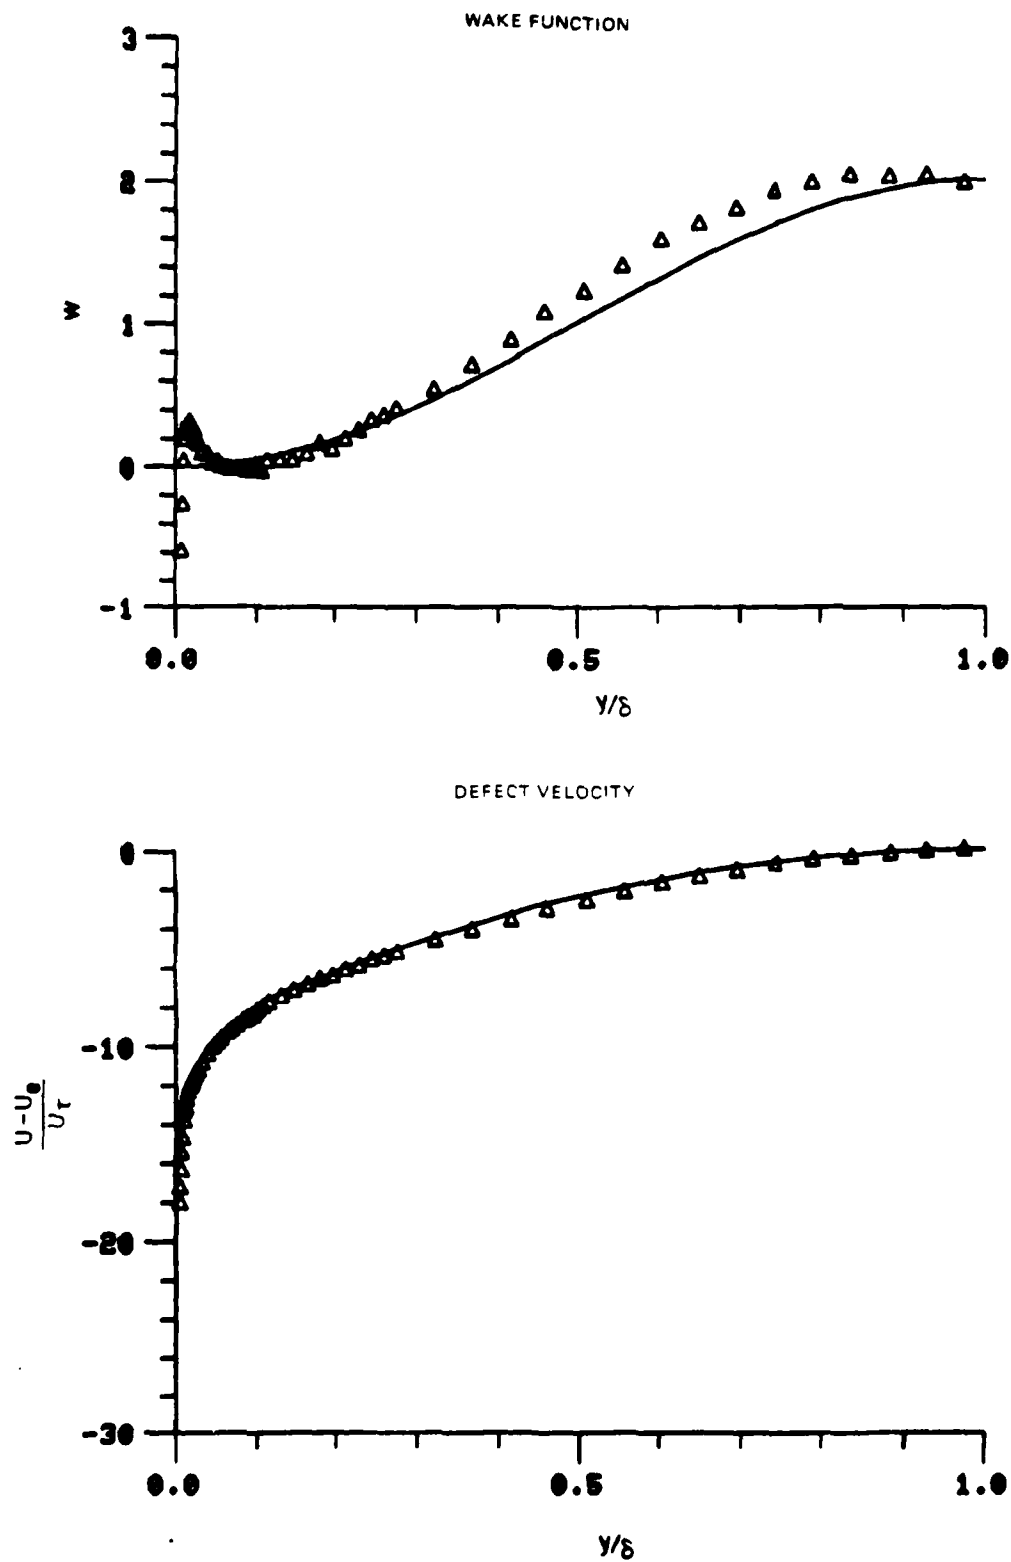 WAKE FUNCTION
3
2
1
0
-1
W
0.0 0.5 1.0
y/δ
DEFECT VELOCITY
0
-10
-20
-30
U-Ue
Uτ
0.0 0.5 1.0
y/δ